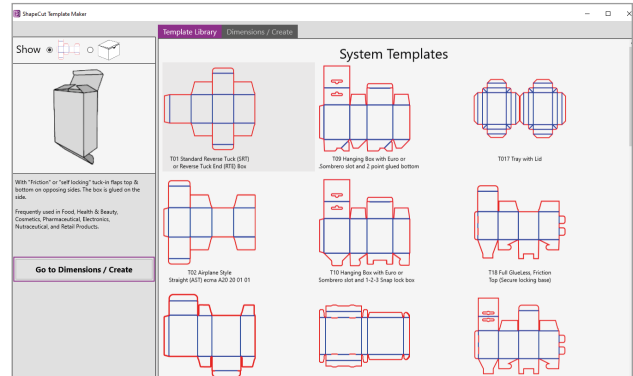 ShapeCut Template Maker
Template Library Dimensions / Create
Show
System Templates
With "Friction" or "self locking" tuck-in flaps top &
bottom on opposing sides. The box is glued on the
side.
Frequently used in Food, Health & Beauty,
Cosmetics, Pharmaceutical, Electronics,
Nutraceutical, and Retail Products.
Go to Dimensions / Create
T01 Standard Reverse Tuck (SRT)
or Reverse Tuck End (RTE) Box
T09 Hanging Box with Euro or
.Sombrero slot and 2 point glued bottom
T017 Tray with Lid
T02 Airplane Style
Straight (AST) ecma A20 20 01 01
T10 Hanging Box with Euro or
Sombrero slot and 1-2-3 Snap lock box
T18 Full GlueLess, Friction
Top (Secure locking base)